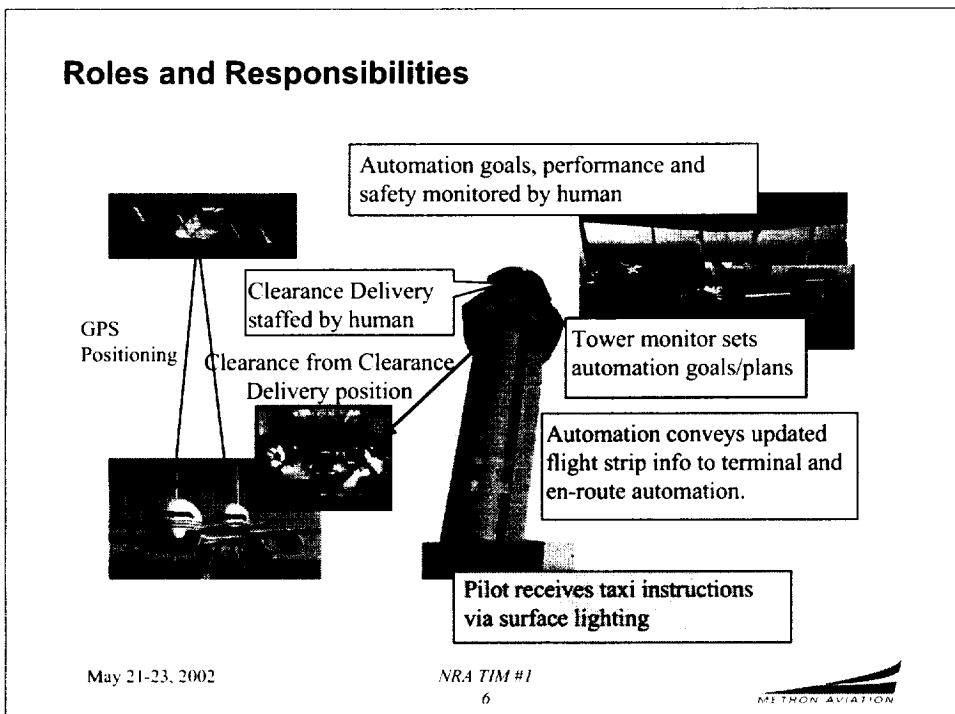 Roles and Responsibilities
Automation goals, performance and
safety monitored by human
Clearance Delivery
staffed by human
GPS
Positioning
Clearance from Clearance
Delivery position
Tower monitor sets
automation goals/plans
Automation conveys updated
flight strip info to terminal and
en-route automation.
Pilot receives taxi instructions
via surface lighting
May 21-23, 2002
NRA TIM #1
6
METRON AVIATION